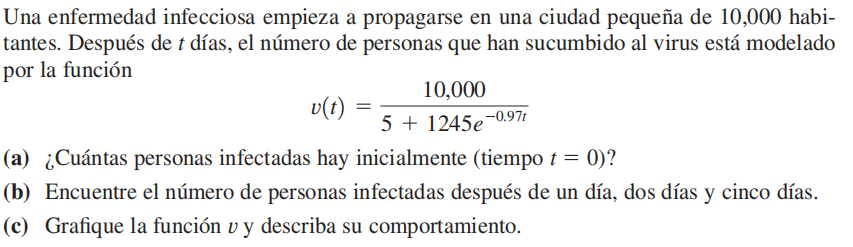 Una enfermedad infecciosa empieza a propagarse en una ciudad pequeña de 10,000 habi-
tantes. Después de t días, el número de personas que han sucumbido al virus está modelado
por la función
v(t) = 10,000 / (5 + 1245e^{-0.97t})
(a) ¿Cuántas personas infectadas hay inicialmente (tiempo t = 0)?
(b) Encuentre el número de personas infectadas después de un día, dos días y cinco días.
(c) Grafique la función v y describa su comportamiento.